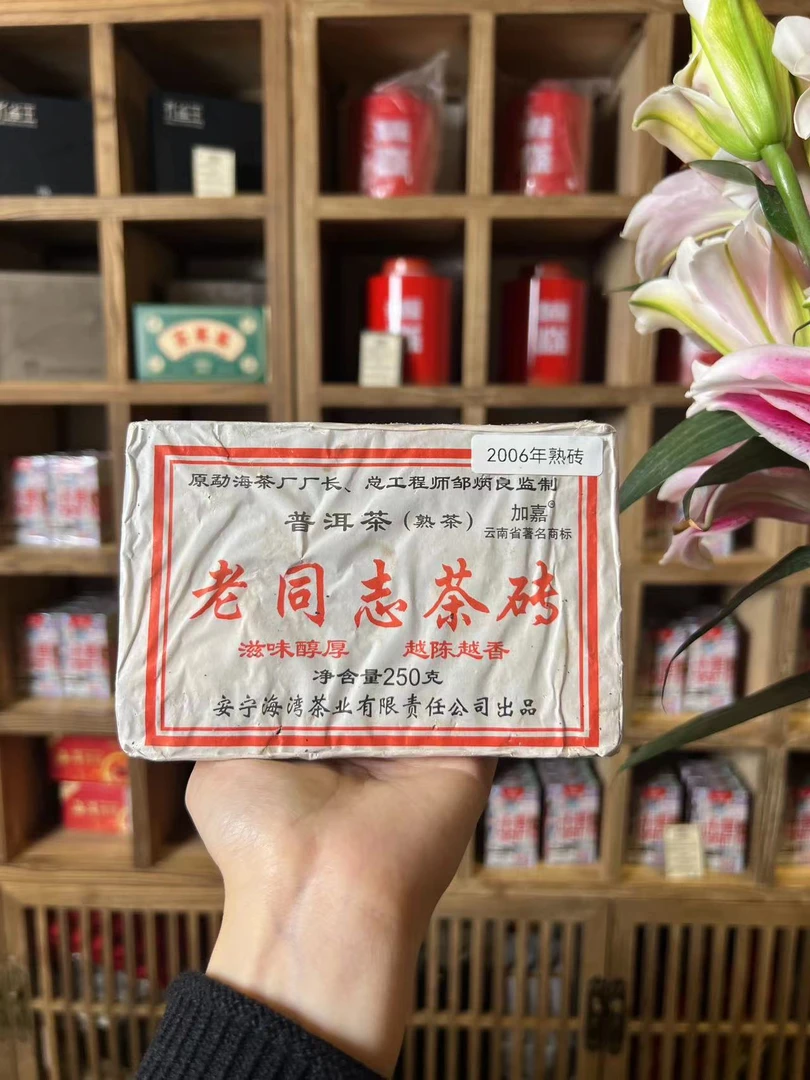 2006年熟砖
原勐海茶厂厂长、总工程师邹炳良监制
普洱茶（熟茶）
加嘉®
云南省著名商标
老同志茶砖
滋味醇厚 越陈越香
净含量250克
安宁海湾茶业有限责任公司出品